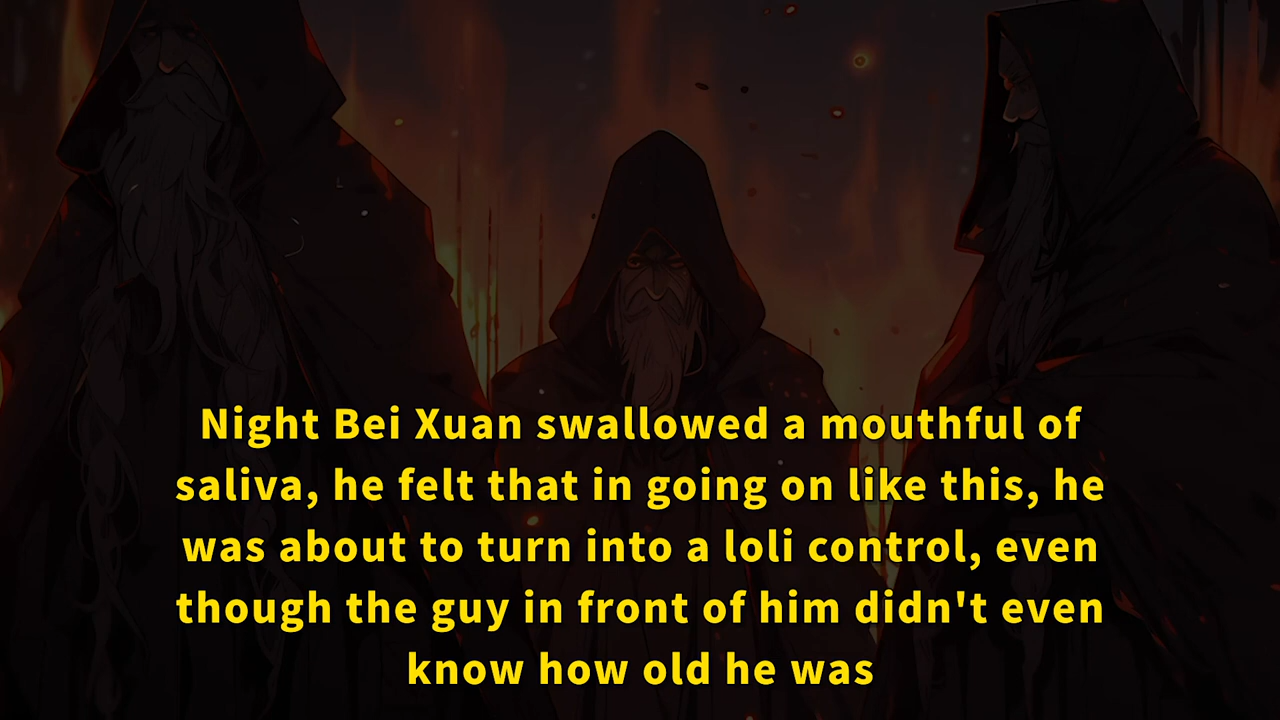 Night Bei Xuan swallowed a mouthful of
saliva, he felt that in going on like this, he
was about to turn into a loli control, even
though the guy in front of him didn't even
know how old he was